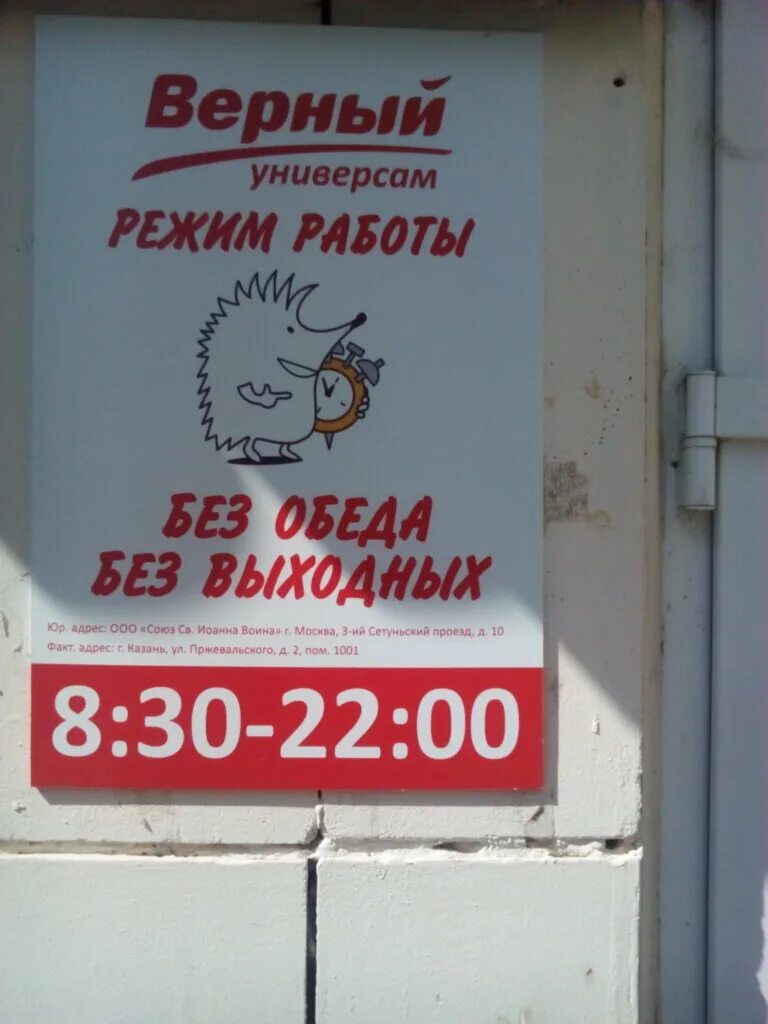 Верный
универсам
РЕЖИМ РАБОТЫ
БЕЗ ОБЕДА
БЕЗ ВЫХОДНЫХ
Юр. адрес: ООО «Союз Св. Иоанна Воина» г. Москва, 3-ий Сетуньский проезд, д. 10
Факт. адрес: г. Казань, ул. Пржевальского, д. 2, пом. 1001
8:30-22:00